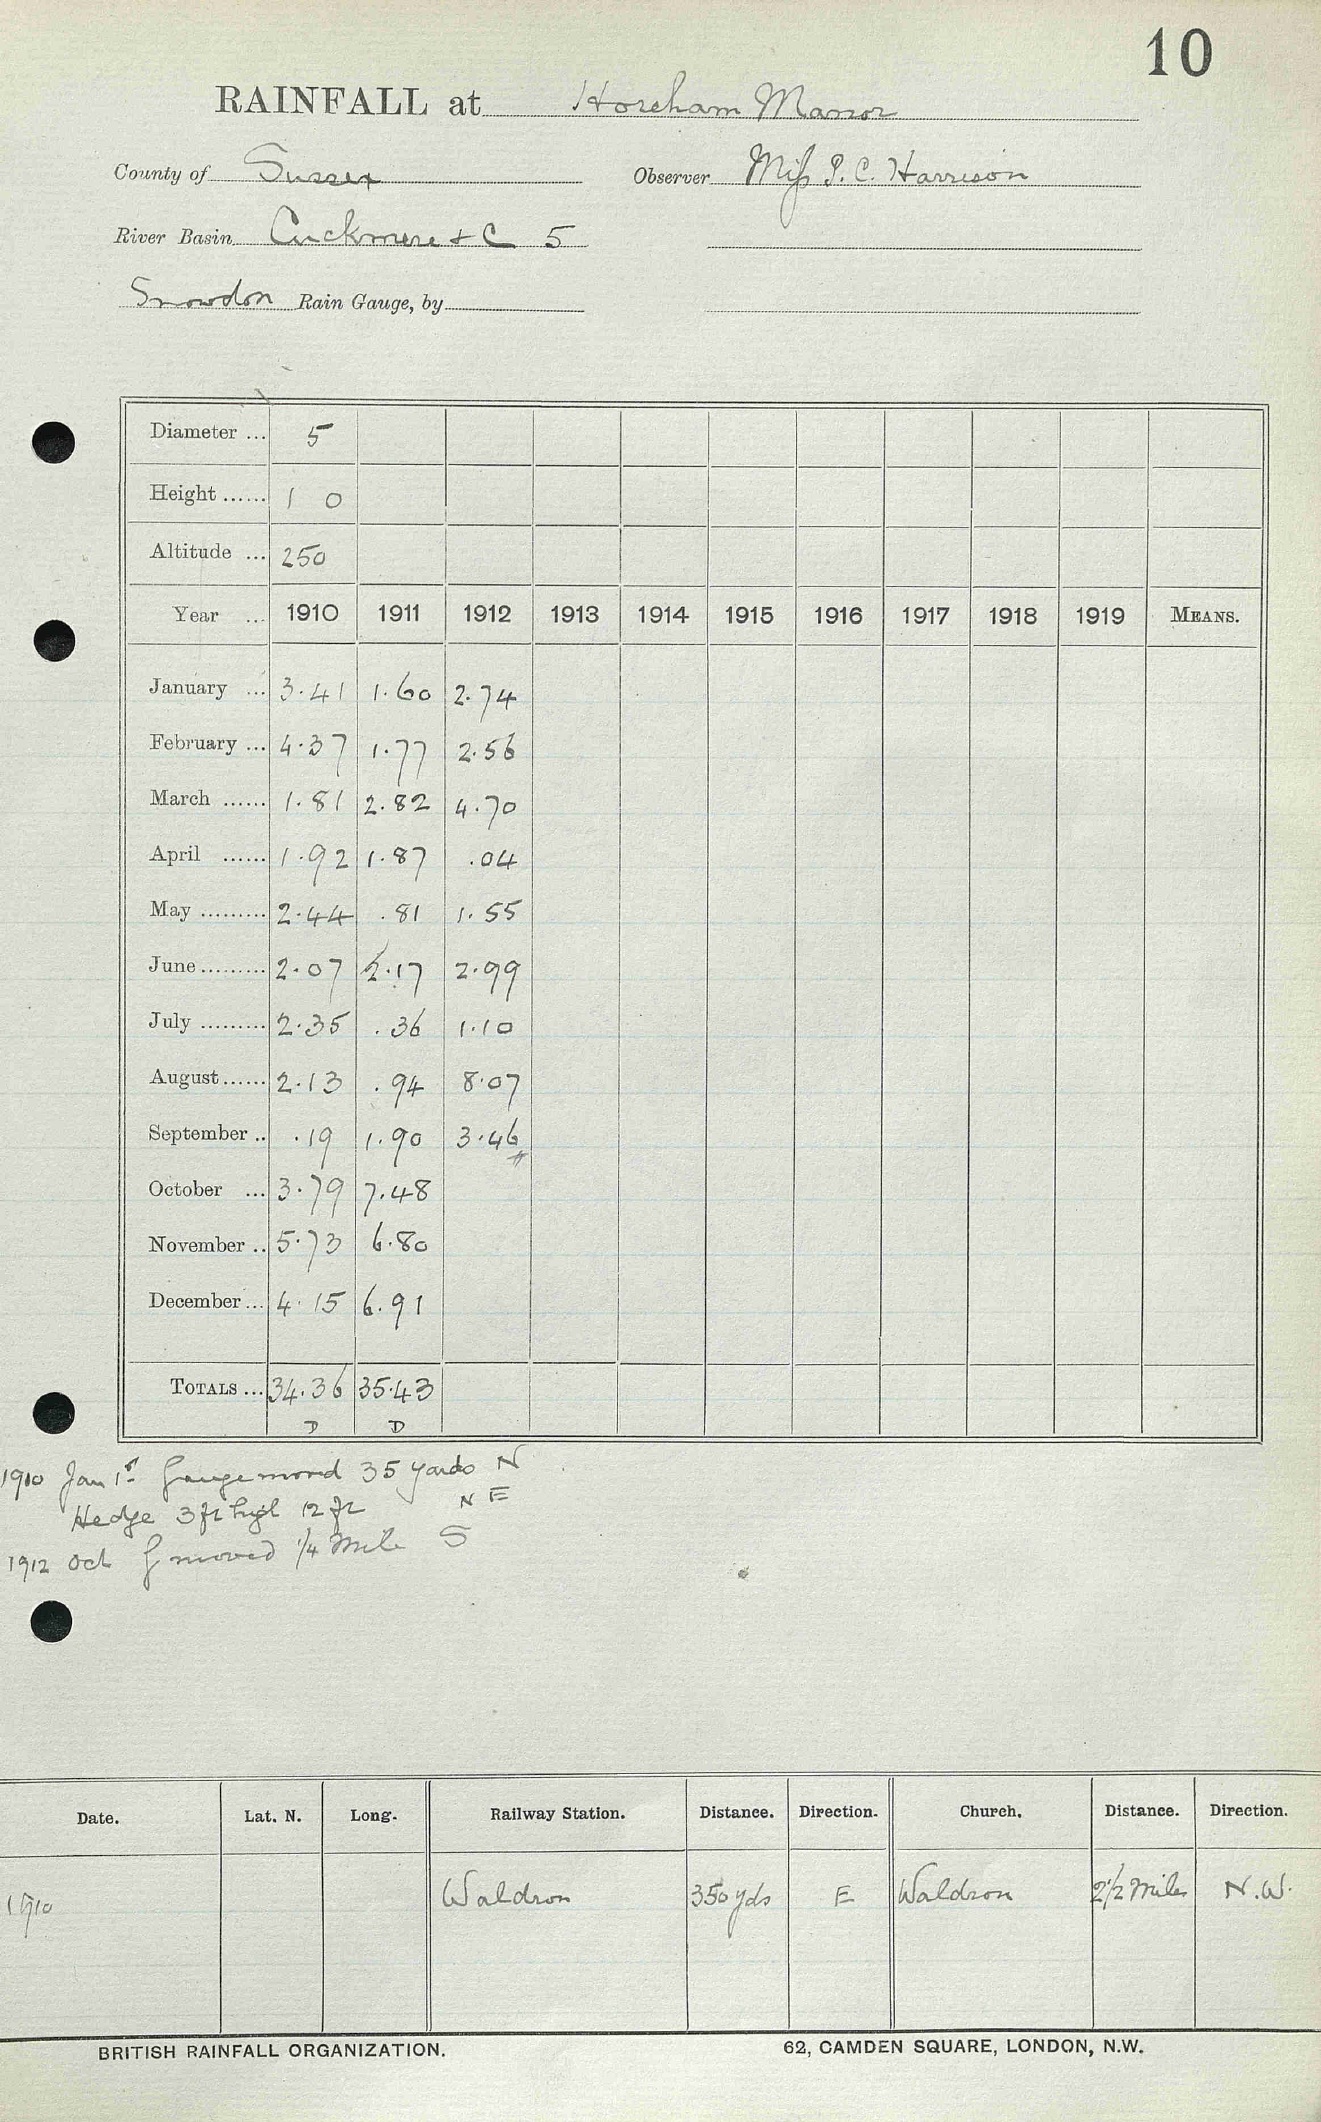 10
RAINFALL at Horeham Manor
County of Sussex Observer Miss P. C. Harrison
River Basin Cuckmere & C 5
Snowdon Rain Gauge, by
Diameter ... 5
Height ...... 1 0
Altitude ... 250
Year ... 1910 1911 1912 1913 1914 1915 1916 1917 1918 1919 MEANS.
January ... 3.41 1.60 2.74
February ... 4.37 1.77 2.56
March ...... 1.81 2.82 4.70
April ...... 1.92 1.87 .04
May ......... 2.44 .81 1.55
June ......... 2.07 2.17 2.99
July ......... 2.35 .36 1.10
August ...... 2.13 .94 8.07
September .. .19 1.90 3.46
October ... 3.79 7.48
November .. 5.73 6.80
December ... 4.15 6.91
TOTALS ... 34.36 35.43
D D
1910 Jan 1st Gauge moved 35 yards N
Hedge 3 ft high 12 ft NE
1912 Oct G moved 1/4 Mile S
Date. Lat. N. Long. Railway Station. Distance. Direction. Church. Distance. Direction.
1910 Waldron 350 yds E Waldron 2 1/2 Miles N.W.
BRITISH RAINFALL ORGANIZATION. 62, CAMDEN SQUARE, LONDON, N.W.